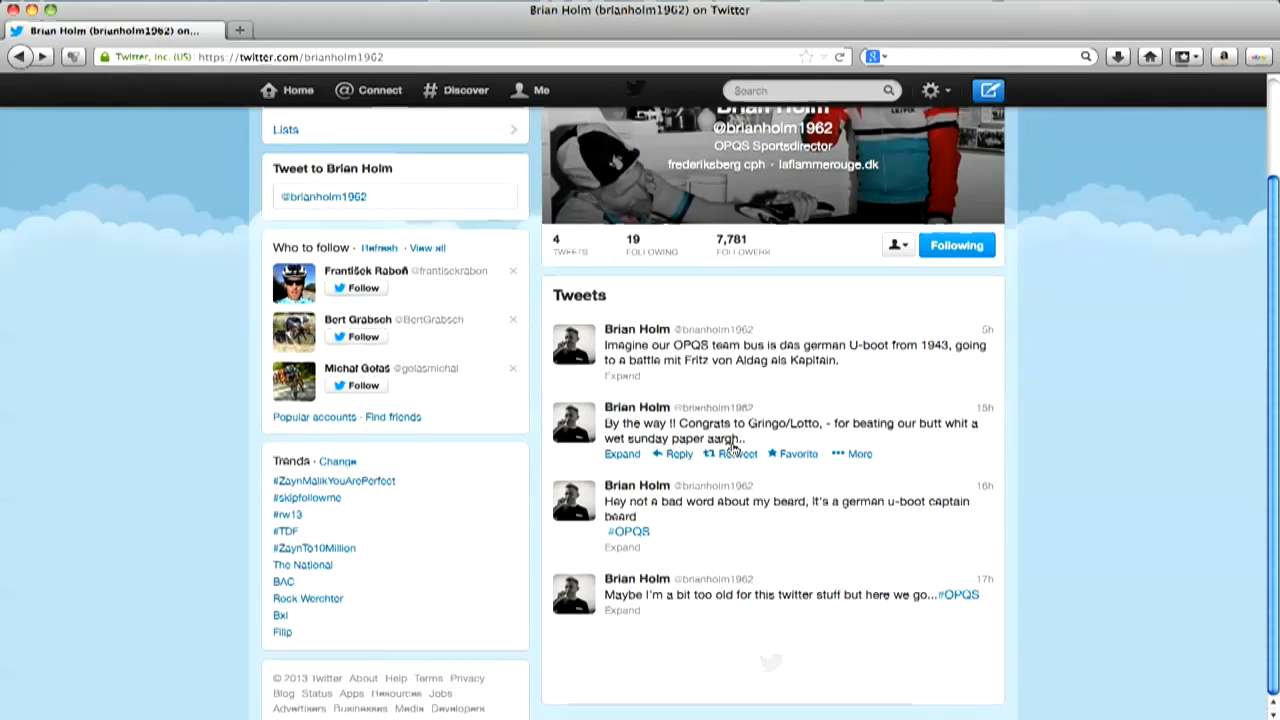 Brian Holm (brianholm1962) on Twitter
Brian Holm (brianholm1962) on...
Twitter, Inc. (US) https://twitter.com/brianholm1962
Home Connect Discover Me Search
Brian Holm
@brianholm1962
OPQS Sportsdirector
frederiksberg cph · laflammerouge.dk
4 TWEETS
19 FOLLOWING
7,781 FOLLOWERS
Following
Lists
Tweet to Brian Holm
@brianholm1962
Who to follow · Refresh · View all
František Raboň @frantisekrabon
Follow
Bert Grabsch @BertGrabsch
Follow
Michał Gołaś @golasmichal
Follow
Popular accounts · Find friends
Trends · Change
#ZaynMalikYouArePerfect
#skipfollowme
#rw13
#TDF
#ZaynTo10Million
The National
BAC
Rock Werchter
Bxl
Filip
© 2013 Twitter About Help Terms Privacy
Blog Status Apps Resources Jobs
Advertisers Businesses Media Developers
Tweets
Brian Holm @brianholm1962 5h
Imagine our OPQS team bus is das german U-boot from 1943, going
to a battle mit Fritz von Aldag als Kapitain.
Expand
Brian Holm @brianholm1962 15h
By the way !! Congrats to Gringo/Lotto, - for beating our butt whit a
wet sunday paper aargh..
Expand Reply Retweet Favorite More
Brian Holm @brianholm1962 16h
Hey not a bad word about my beard, it's a german u-boot captain
beard
#OPQS
Expand
Brian Holm @brianholm1962 17h
Maybe I'm a bit too old for this twitter stuff but here we go...#OPQS
Expand